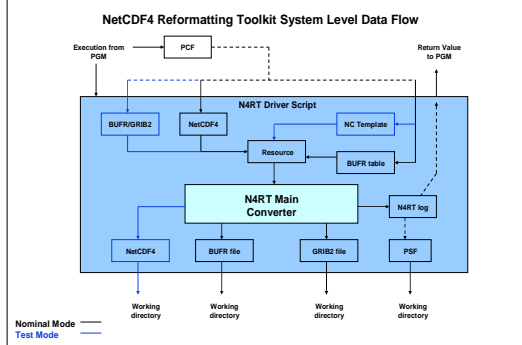 NetCDF4 Reformatting Toolkit System Level Data Flow
Execution from
PGM
PCF
Return Value
to PGM
N4RT Driver Script
BUFR/GRIB2
NetCDF4
NC Template
Resource
BUFR table
N4RT Main
Converter
N4RT log
NetCDF4
BUFR file
GRIB2 file
PSF
Working
directory
Working
directory
Working
directory
Working
directory
Nominal Mode
Test Mode